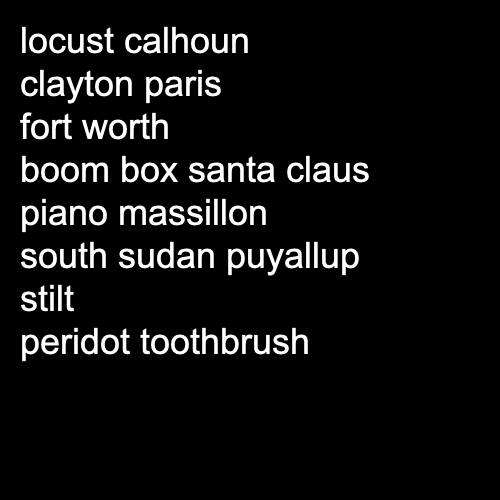 locust calhoun
clayton paris
fort worth
boom box santa claus
piano massillon
south sudan puyallup
stilt
peridot toothbrush